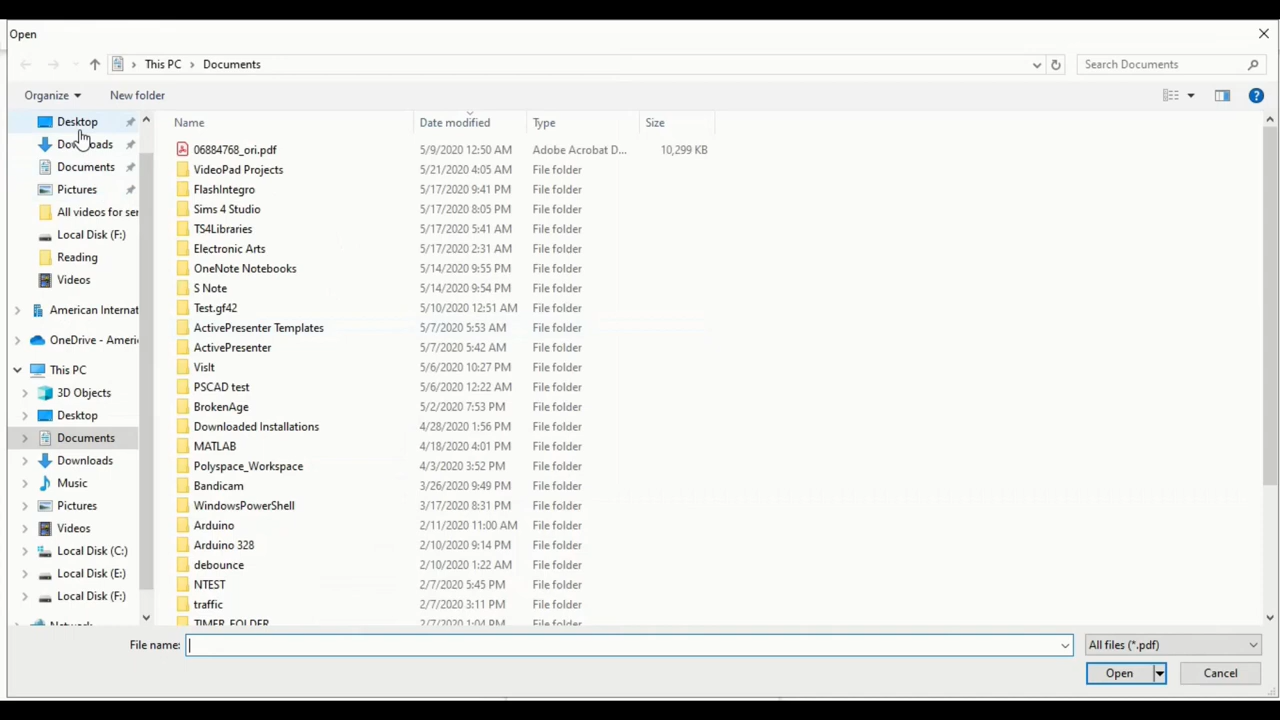 Open
This PC > Documents
Search Documents
Organize
New folder
Desktop
Downloads
Documents
Pictures
All videos for ser
Local Disk (F:)
Reading
Videos
American Internat
OneDrive - Ameri
This PC
3D Objects
Desktop
Documents
Downloads
Music
Pictures
Videos
Local Disk (C:)
Local Disk (E:)
Local Disk (F:)
Network
Name Date modified Type Size
06884768_ori.pdf 5/9/2020 12:50 AM Adobe Acrobat D... 10,299 KB
VideoPad Projects 5/21/2020 4:05 AM File folder
FlashIntegro 5/17/2020 9:41 PM File folder
Sims 4 Studio 5/17/2020 8:05 PM File folder
TS4Libraries 5/17/2020 5:41 AM File folder
Electronic Arts 5/17/2020 2:31 AM File folder
OneNote Notebooks 5/14/2020 9:55 PM File folder
S Note 5/14/2020 9:54 PM File folder
Test.gf42 5/10/2020 12:51 AM File folder
ActivePresenter Templates 5/7/2020 5:53 AM File folder
ActivePresenter 5/7/2020 5:42 AM File folder
VisIt 5/6/2020 10:27 PM File folder
PSCAD test 5/6/2020 12:22 AM File folder
BrokenAge 5/2/2020 7:53 PM File folder
Downloaded Installations 4/28/2020 1:56 PM File folder
MATLAB 4/18/2020 4:01 PM File folder
Polyspace_Workspace 4/3/2020 3:52 PM File folder
Bandicam 3/26/2020 9:49 PM File folder
WindowsPowerShell 3/17/2020 8:31 PM File folder
Arduino 2/11/2020 11:00 AM File folder
Arduino 328 2/10/2020 9:14 PM File folder
debounce 2/10/2020 1:22 AM File folder
NTEST 2/7/2020 5:45 PM File folder
traffic 2/7/2020 3:11 PM File folder
TIMER_FOLDER 2/7/2020 1:04 PM File folder
File name:
All files (*.pdf)
Open
Cancel